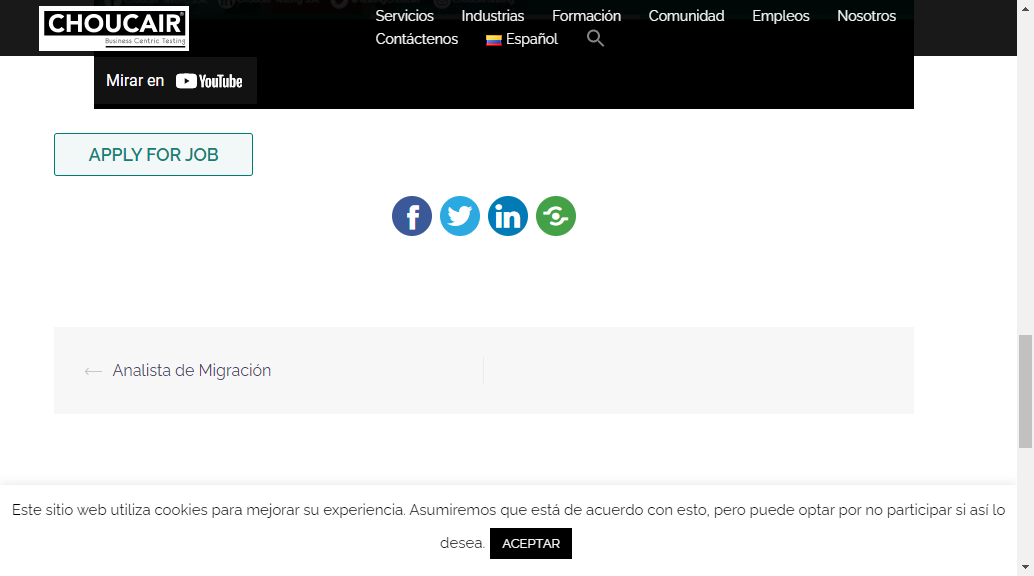 CHOUCAIR
Business Centric Testing
Servicios Industrias Formación Comunidad Empleos Nosotros
Contáctenos Español
Mirar en YouTube
APPLY FOR JOB
Analista de Migración
Este sitio web utiliza cookies para mejorar su experiencia. Asumiremos que está de acuerdo con esto, pero puede optar por no participar si así lo
desea. ACEPTAR